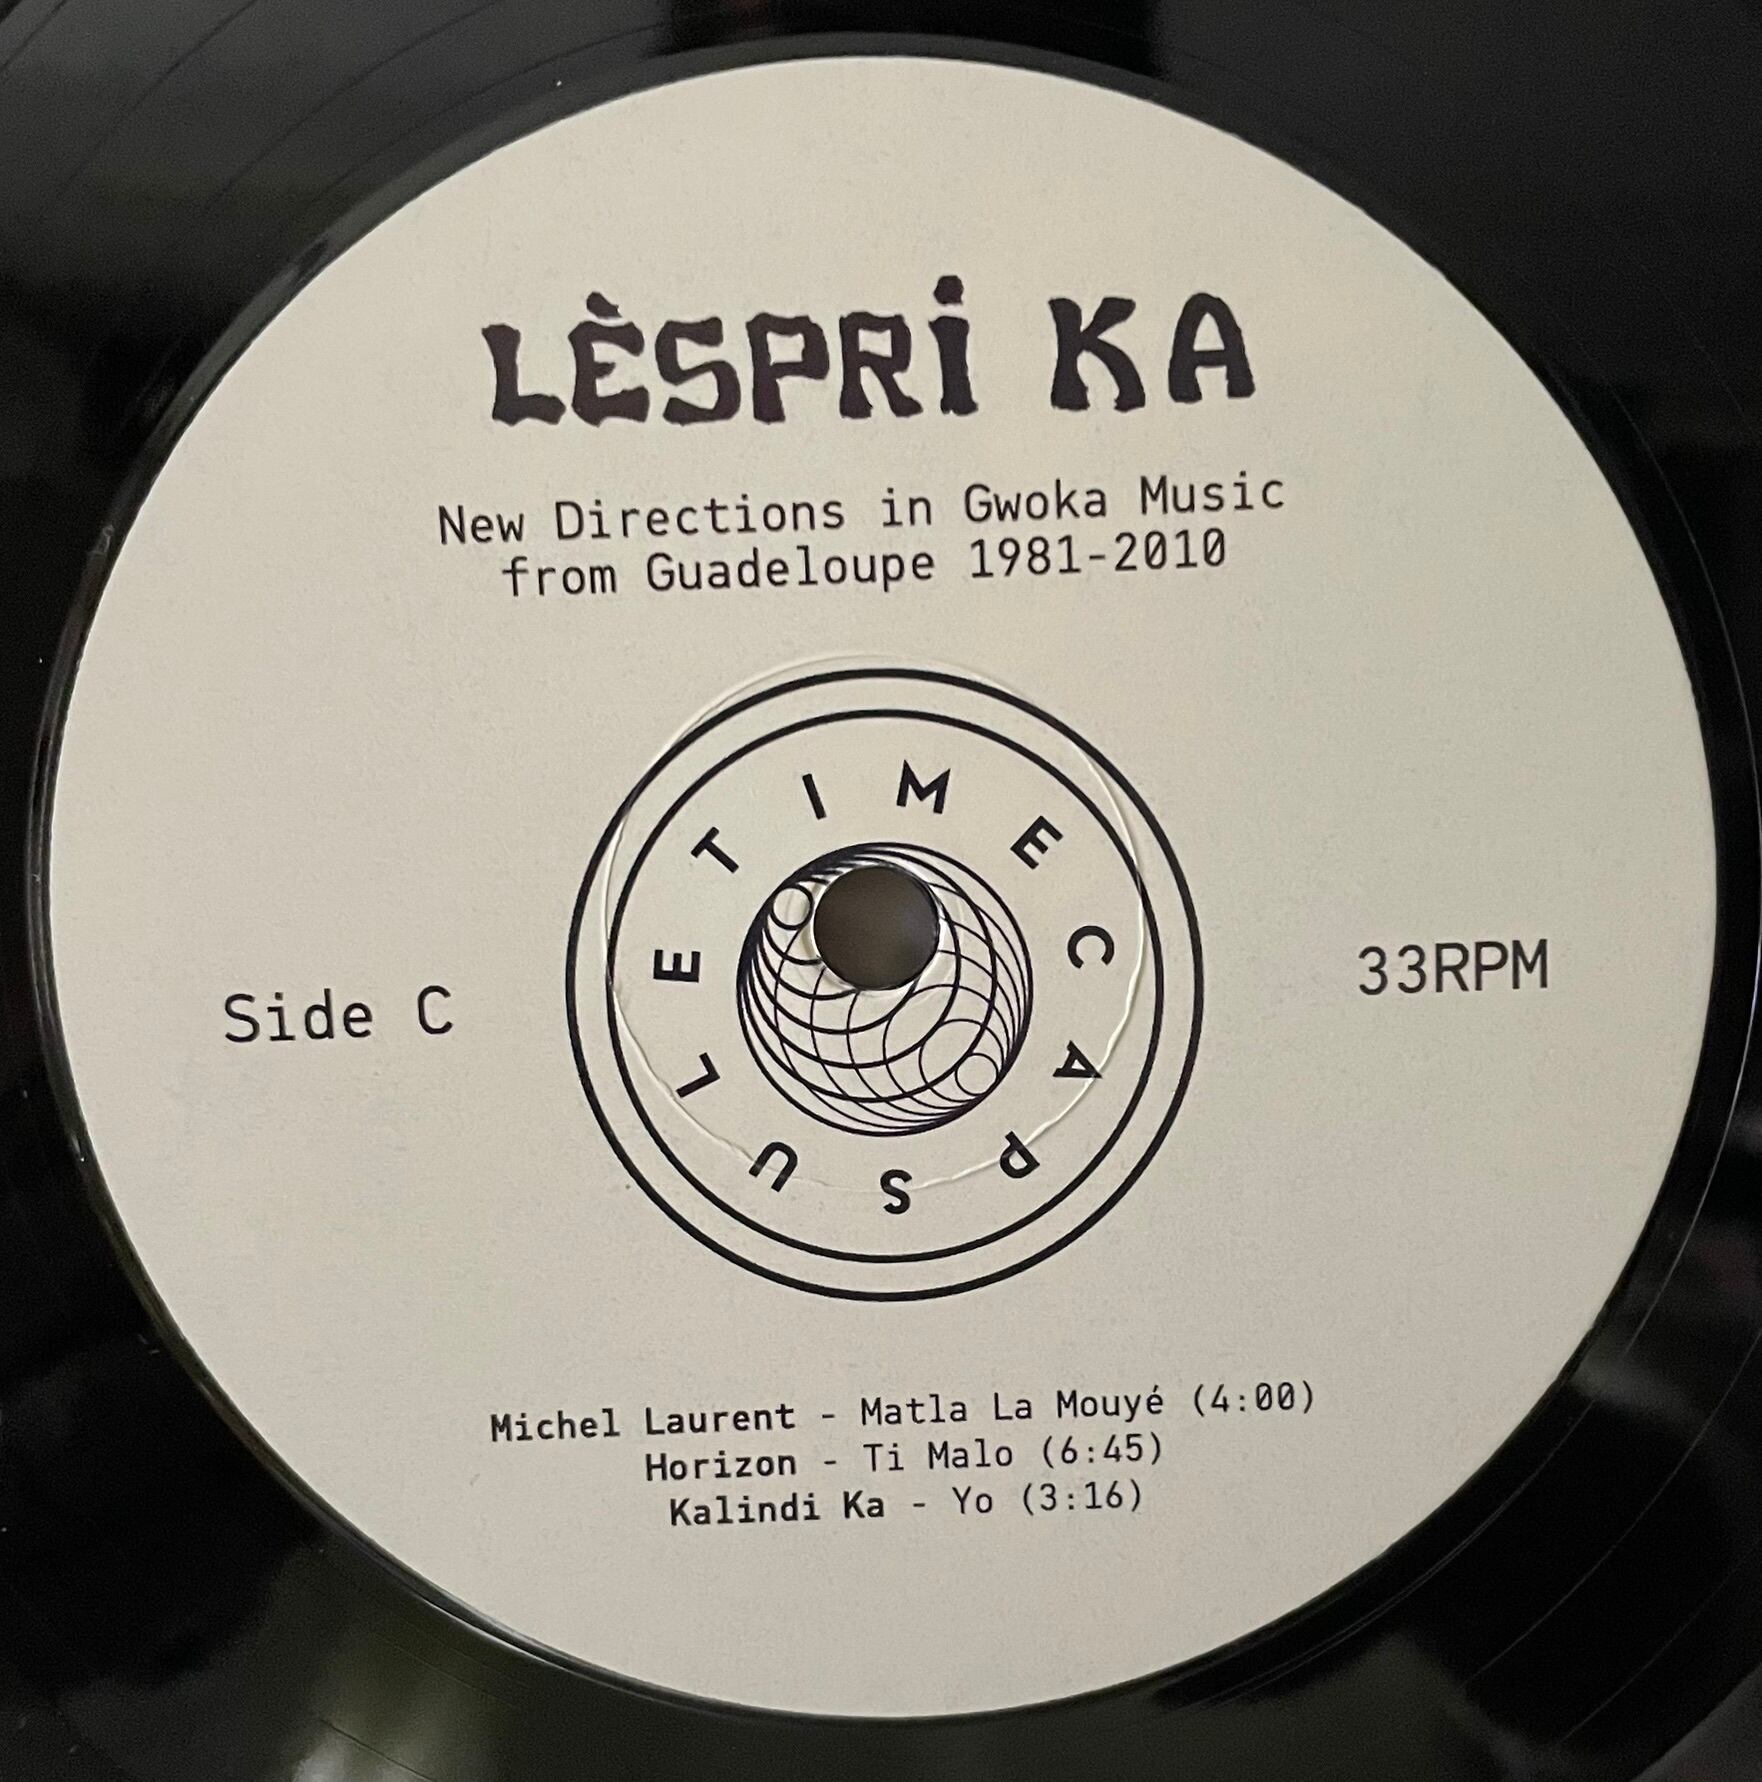 LÈSPRI KA
New Directions in Gwoka Music
from Guadeloupe 1981-2010
TIME CAPSULE
Side C
33RPM
Michel Laurent - Matla La Mouyé (4:00)
Horizon - Ti Malo (6:45)
Kalindi Ka - Yo (3:16)